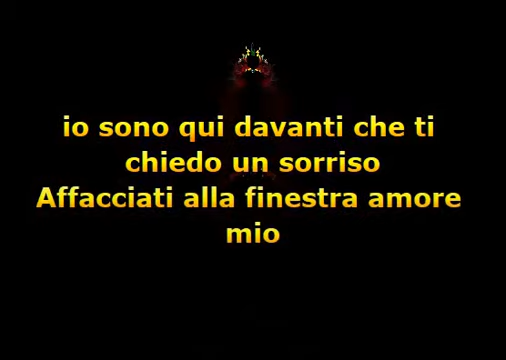 io sono qui davanti che ti
chiedo un sorriso
Affacciati alla finestra amore
mio